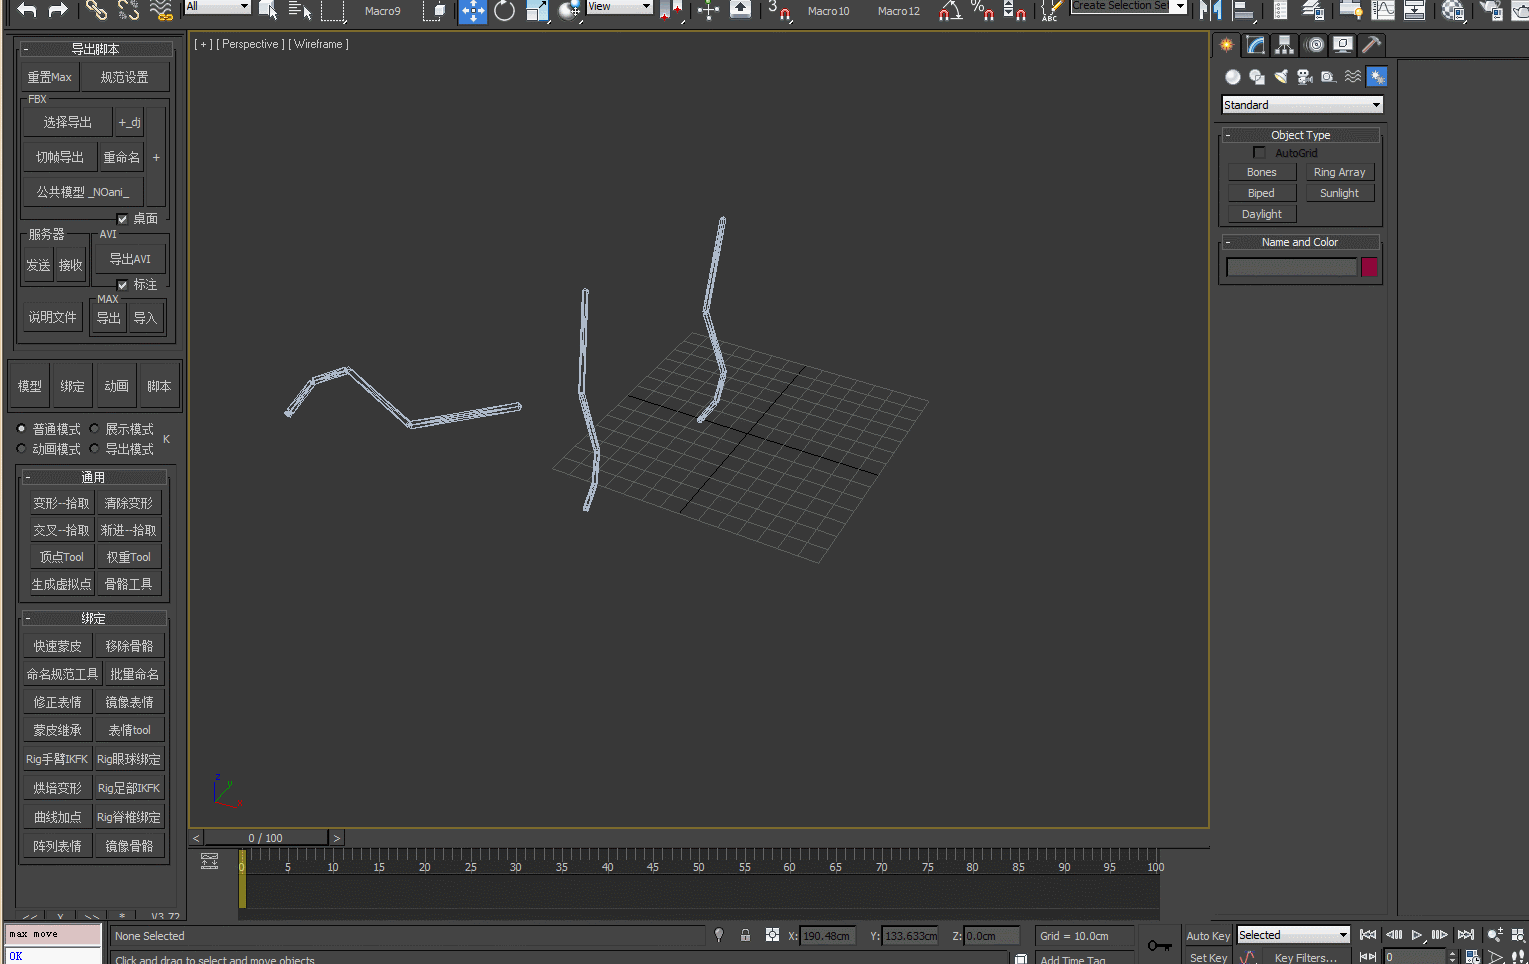 All
Macro9
View
3
%
Macro10
Macro12
ABC
Create Selection Set
- 导出脚本
重置Max 规范设置
FBX
选择导出 +_dj
切帧导出 重命名 +
公共模型 _NOani_
桌面
服务器 AVI
发送 接收 导出AVI
标注
MAX
说明文件 导出 导入
模型 绑定 动画 脚本
普通模式 展示模式
动画模式 导出模式 K
- 通用
变形--拾取 清除变形
交叉--拾取 渐进--拾取
顶点Tool 权重Tool
生成虚拟点 骨骼工具
- 绑定
快速蒙皮 移除骨骼
命名规范工具 批量命名
修正表情 镜像表情
蒙皮继承 表情tool
Rig手臂IKFK Rig眼球绑定
烘培变形 Rig足部IKFK
曲线加点 Rig脊椎绑定
阵列表情 镜像骨骼
<< Y >> * V3.72
[ + ] [ Perspective ] [ Wireframe ]
z
y
x
Standard
- Object Type
AutoGrid
Bones Ring Array
Biped Sunlight
Daylight
- Name and Color
< 0 / 100 >
0 5 10 15 20 25 30 35 40 45 50 55 60 65 70 75 80 85 90 95 100
max move
OK
None Selected
X: 190.48cm Y: 133.633cm Z: 0.0cm
Grid = 10.0cm
Auto Key Selected
Click and drag to select and move objects
Add Time Tag
Set Key Key Filters... 0